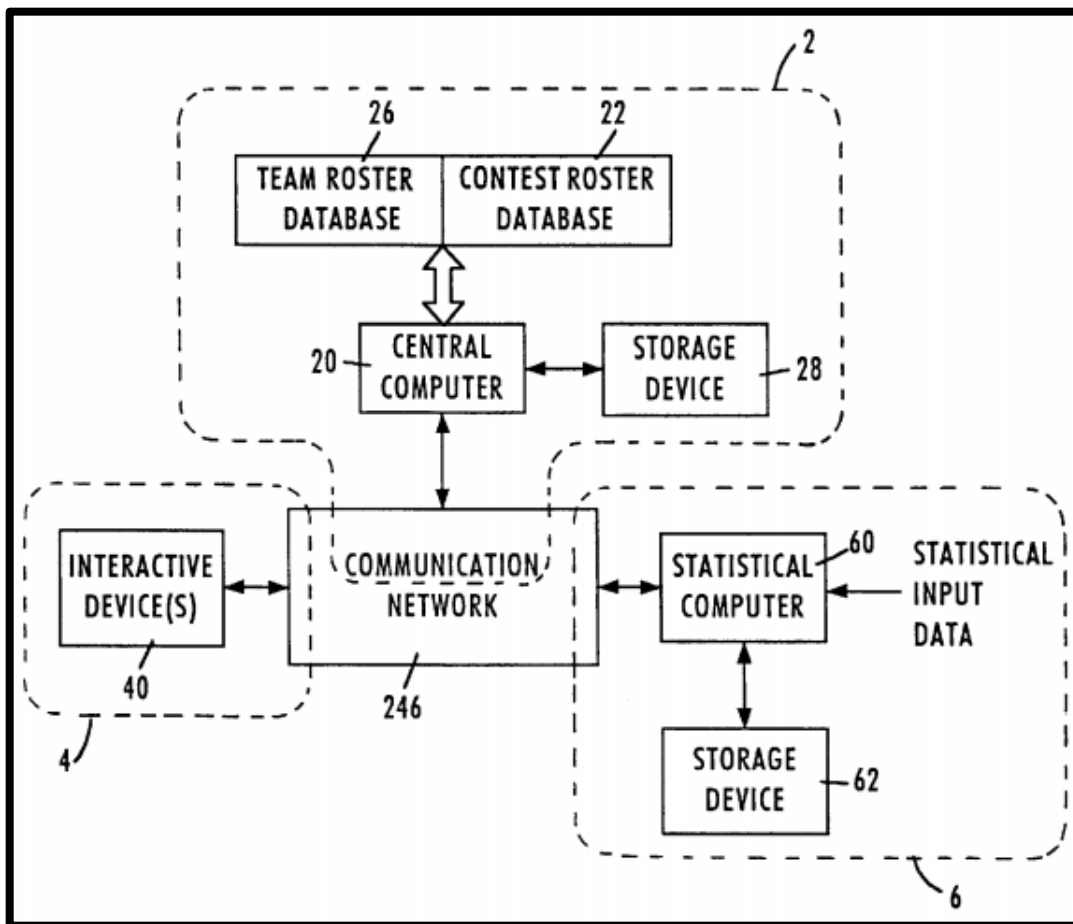 2
26
22
TEAM ROSTER
DATABASE
CONTEST ROSTER
DATABASE
20
CENTRAL
COMPUTER
STORAGE
DEVICE
28
INTERACTIVE
DEVICE(S)
40
4
COMMUNICATION
NETWORK
246
60
STATISTICAL
COMPUTER
STATISTICAL
INPUT
DATA
STORAGE
DEVICE
62
6